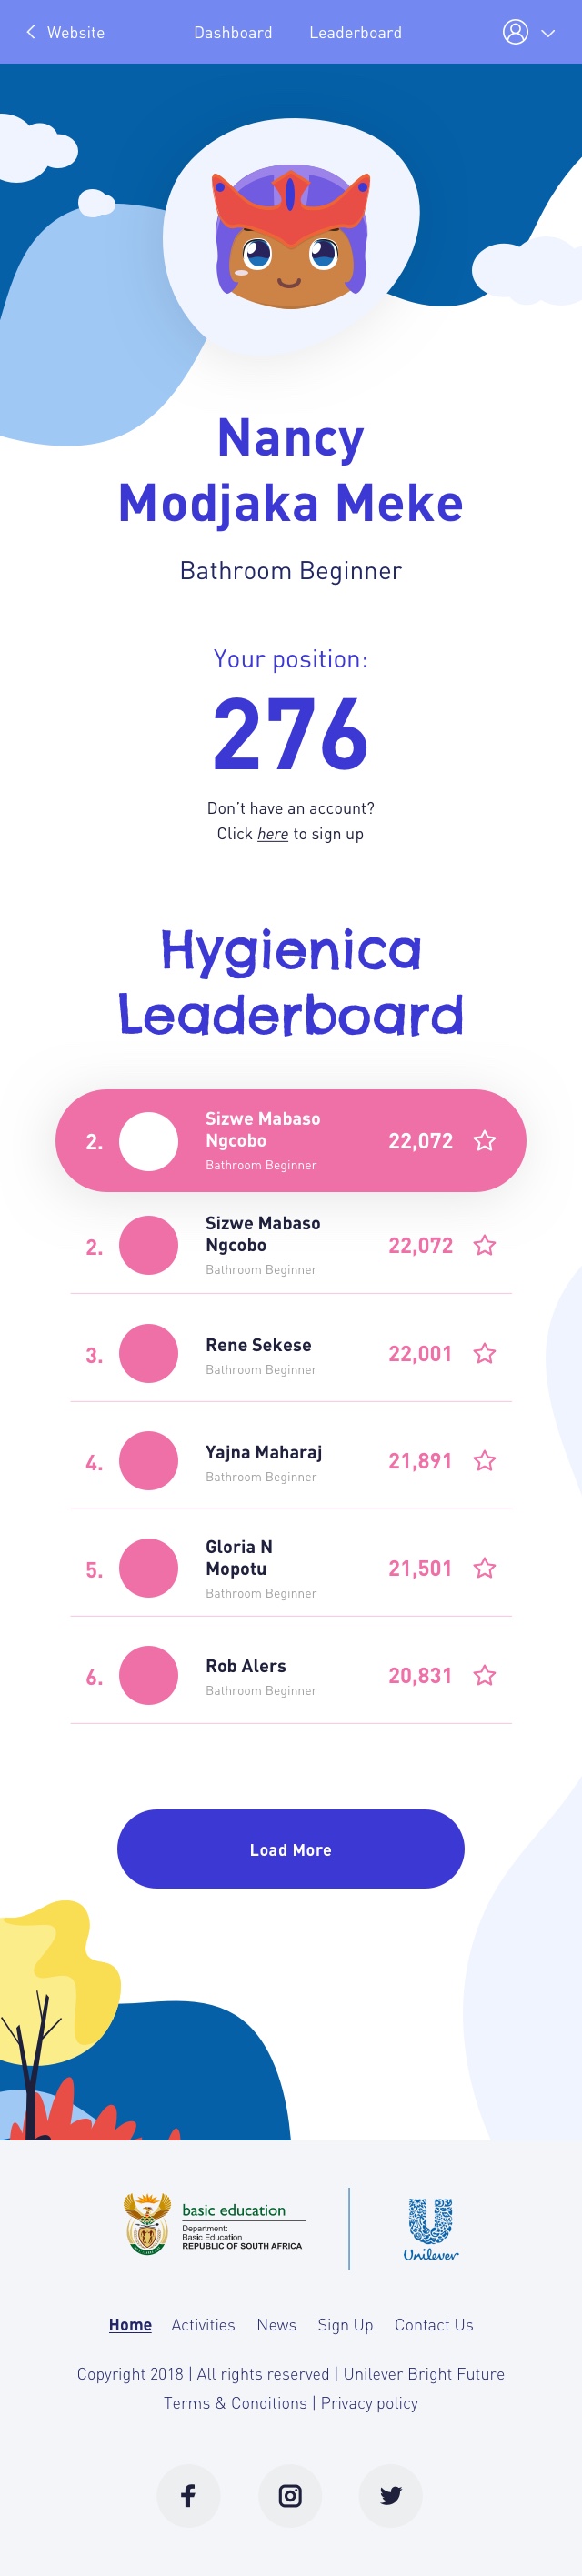 Website Dashboard Leaderboard
Nancy
Modjaka Meke
Bathroom Beginner
Your position:
276
Don't have an account?
Click here to sign up
Hygienica
Leaderboard
2. Sizwe Mabaso
Ngcobo
Bathroom Beginner
22,072
2. Sizwe Mabaso
Ngcobo
Bathroom Beginner
22,072
3. Rene Sekese
Bathroom Beginner
22,001
4. Yajna Maharaj
Bathroom Beginner
21,891
5. Gloria N
Mopotu
Bathroom Beginner
21,501
6. Rob Alers
Bathroom Beginner
20,831
Load More
basic education
Department:
Basic Education
REPUBLIC OF SOUTH AFRICA
Unilever
Home Activities News Sign Up Contact Us
Copyright 2018 | All rights reserved | Unilever Bright Future
Terms & Conditions | Privacy policy